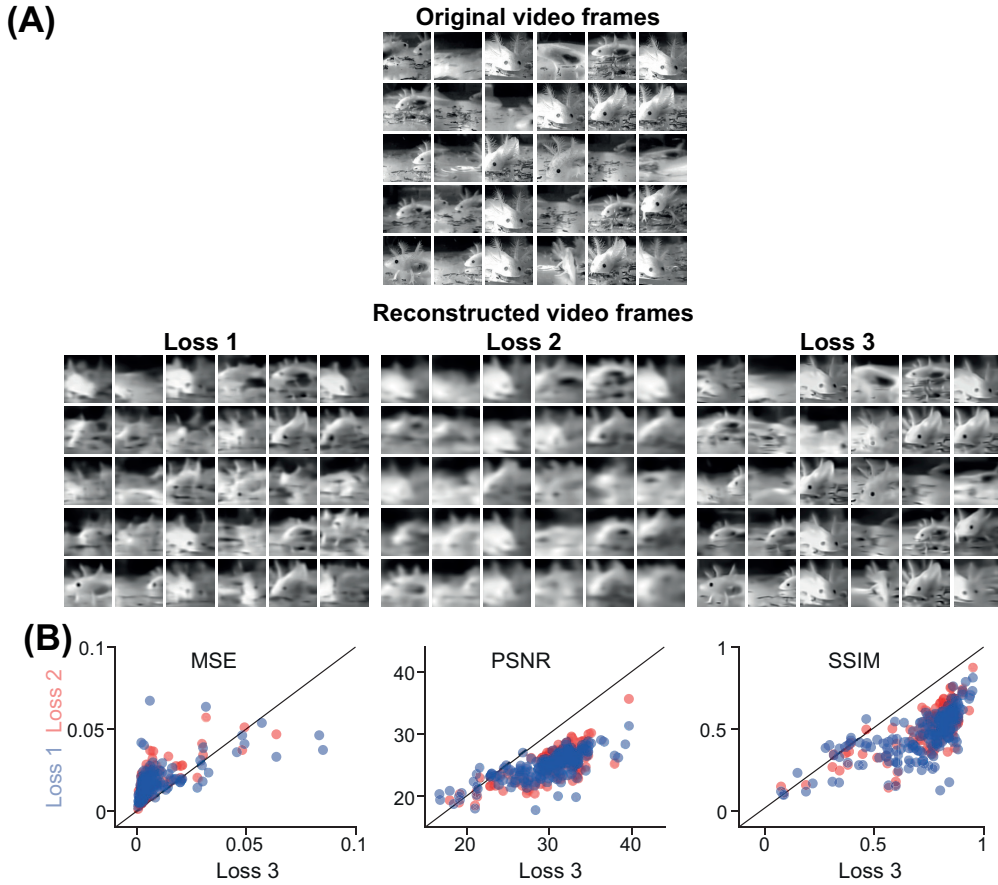 (A)
Original video frames
Reconstructed video frames
Loss 1
Loss 2
Loss 3
(B)
Loss 1 Loss 2
MSE
0.1
0.05
0
0
0.05
0.1
Loss 3
PSNR
40
30
20
20
30
40
Loss 3
SSIM
1
0.5
0
0
0.5
1
Loss 3